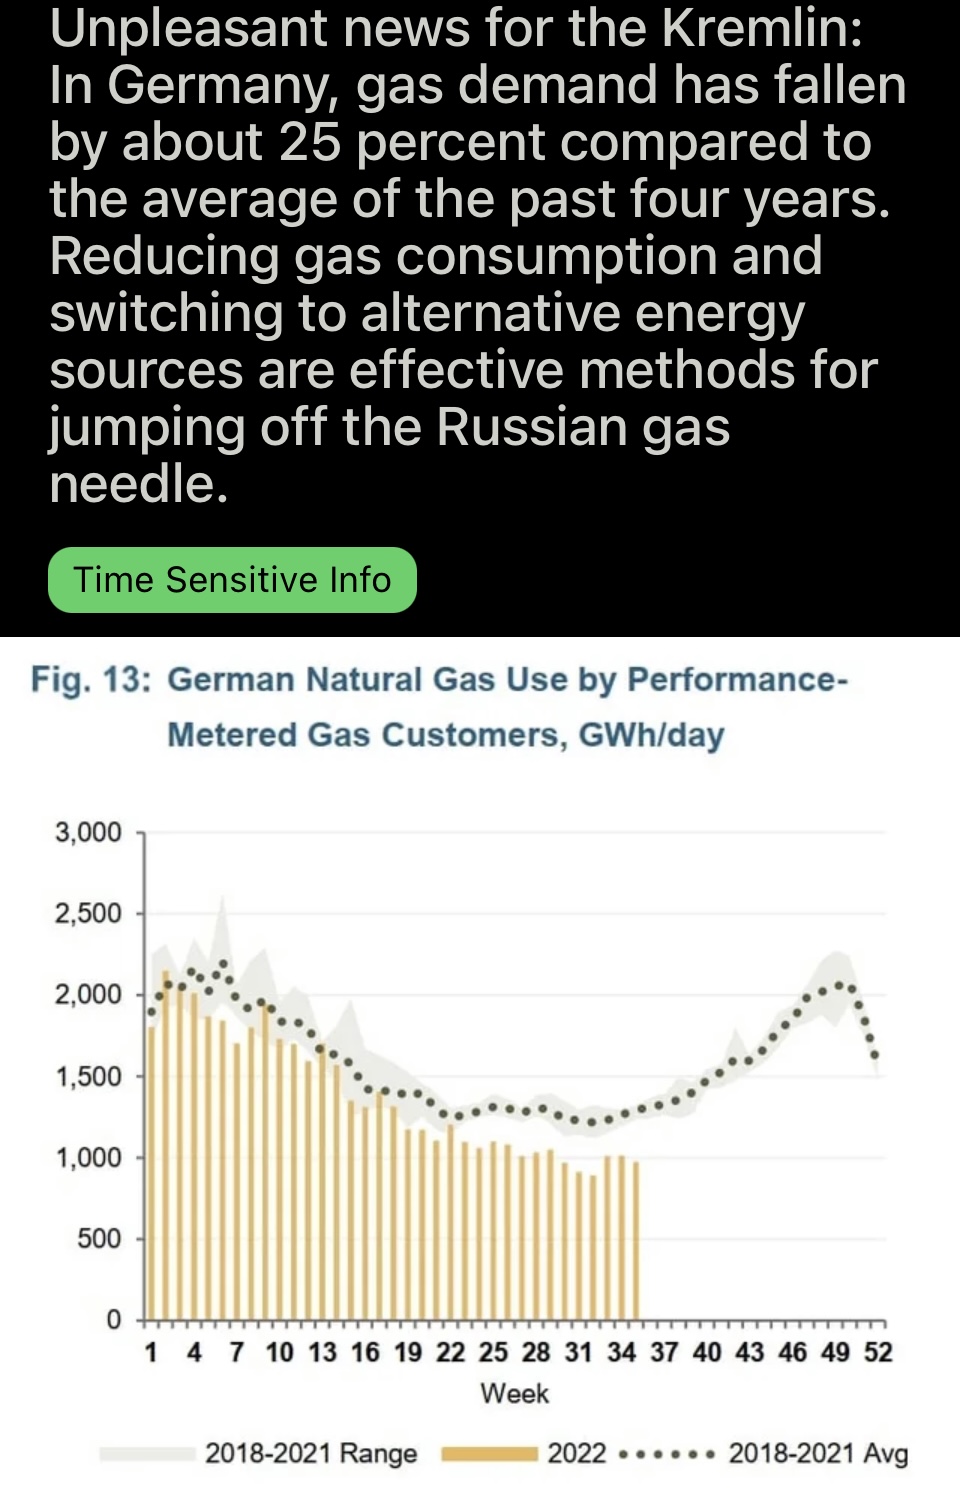 Unpleasant news for the Kremlin:
In Germany, gas demand has fallen
by about 25 percent compared to
the average of the past four years.
Reducing gas consumption and
switching to alternative energy
sources are effective methods for
jumping off the Russian gas
needle.
Time Sensitive Info
Fig. 13: German Natural Gas Use by Performance-
Metered Gas Customers, GWh/day
3,000
2,500
2,000
1,500
1,000
500
0
1 4 7 10 13 16 19 22 25 28 31 34 37 40 43 46 49 52
Week
2018-2021 Range 2022 2018-2021 Avg